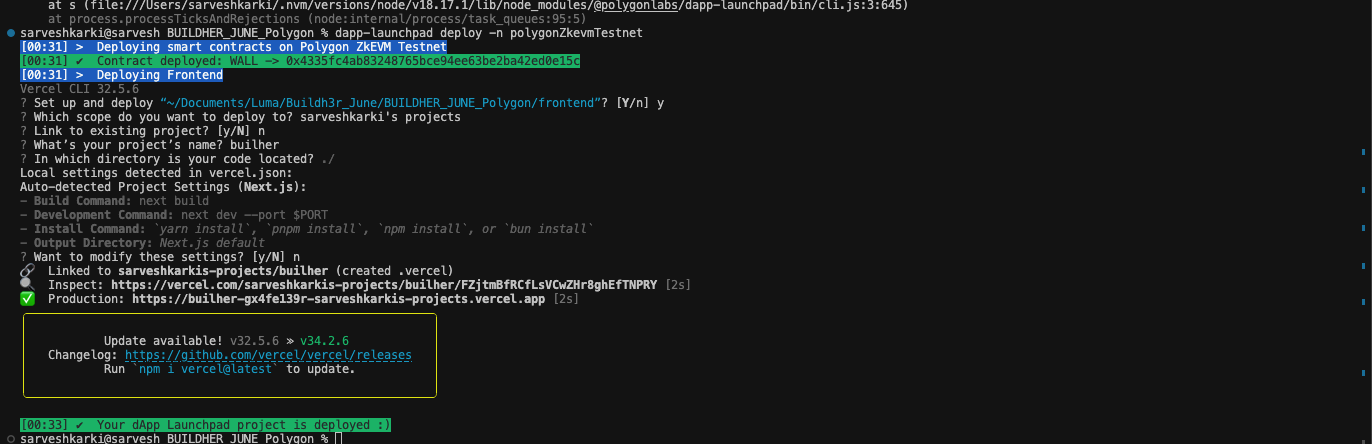 at s (file:///Users/sarveshkarki/.nvm/versions/node/v18.17.1/lib/node_modules/@polygonlabs/dapp-launchpad/bin/cli.js:3:645)
at process.processTicksAndRejections (node:internal/process/task_queues:95:5)
sarveshkarki@sarvesh BUILDHER_JUNE_Polygon % dapp-launchpad deploy -n polygonZkevmTestnet
[00:31] > Deploying smart contracts on Polygon ZkEVM Testnet
[00:31] ✔ Contract deployed: WALL -> 0x4335fc4ab83248765bce94ee63be2ba42ed0e15c
[00:31] > Deploying Frontend
Vercel CLI 32.5.6
? Set up and deploy “~/Documents/Luma/Buildh3r_June/BUILDHER_JUNE_Polygon/frontend”? [Y/n] y
? Which scope do you want to deploy to? sarveshkarki's projects
? Link to existing project? [y/N] n
? What’s your project’s name? builher
? In which directory is your code located? ./
Local settings detected in vercel.json:
Auto-detected Project Settings (Next.js):
- Build Command: next build
- Development Command: next dev --port $PORT
- Install Command: `yarn install`, `pnpm install`, `npm install`, or `bun install`
- Output Directory: Next.js default
? Want to modify these settings? [y/N] n
🔗 Linked to sarveshkarkis-projects/builher (created .vercel)
🔍 Inspect: https://vercel.com/sarveshkarkis-projects/builher/FZjtmBfRCfLsVCwZHr8ghEfTNPRY [2s]
✅ Production: https://builher-gx4fe139r-sarveshkarkis-projects.vercel.app [2s]
Update available! v32.5.6 ≫ v34.2.6
Changelog: https://github.com/vercel/vercel/releases
Run `npm i vercel@latest` to update.
[00:33] ✔ Your dApp Launchpad project is deployed :)
sarveshkarki@sarvesh BUILDHER_JUNE_Polygon %